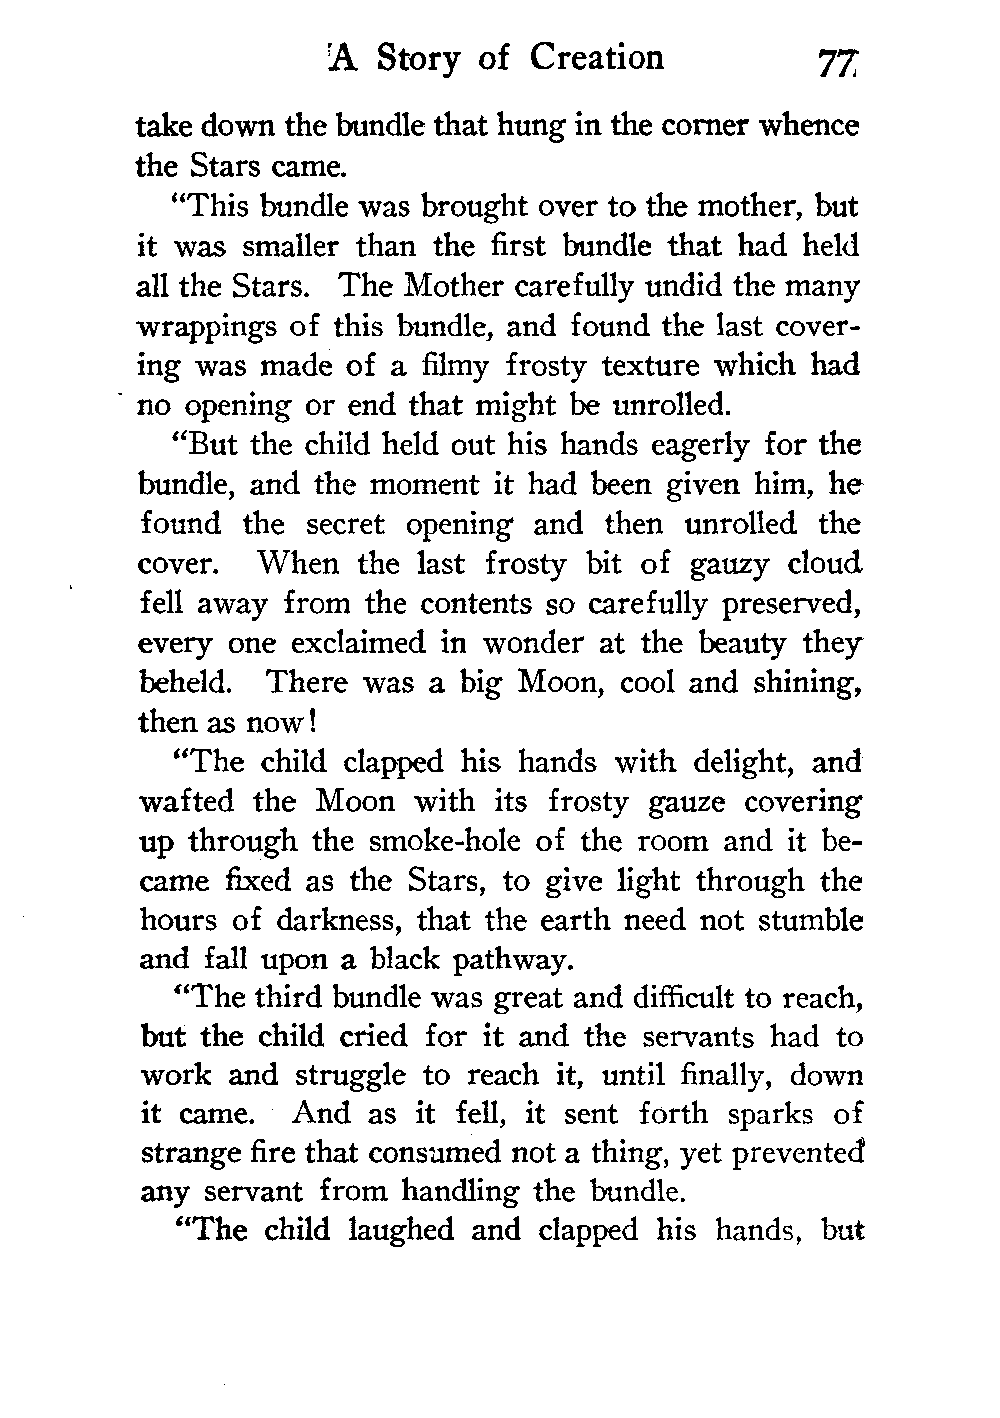 A Story of Creation 77
take down the bundle that hung in the corner whence
the Stars came.
“This bundle was brought over to the mother, but
it was smaller than the first bundle that had held
all the Stars. The Mother carefully undid the many
wrappings of this bundle, and found the last cover-
ing was made of a filmy frosty texture which had
no opening or end that might be unrolled.
“But the child held out his hands eagerly for the
bundle, and the moment it had been given him, he
found the secret opening and then unrolled the
cover. When the last frosty bit of gauzy cloud
fell away from the contents so carefully preserved,
every one exclaimed in wonder at the beauty they
beheld. There was a big Moon, cool and shining,
then as now!
“The child clapped his hands with delight, and
wafted the Moon with its frosty gauze covering
up through the smoke-hole of the room and it be-
came fixed as the Stars, to give light through the
hours of darkness, that the earth need not stumble
and fall upon a black pathway.
“The third bundle was great and difficult to reach,
but the child cried for it and the servants had to
work and struggle to reach it, until finally, down
it came. And as it fell, it sent forth sparks of
strange fire that consumed not a thing, yet prevented
any servant from handling the bundle.
“The child laughed and clapped his hands, but